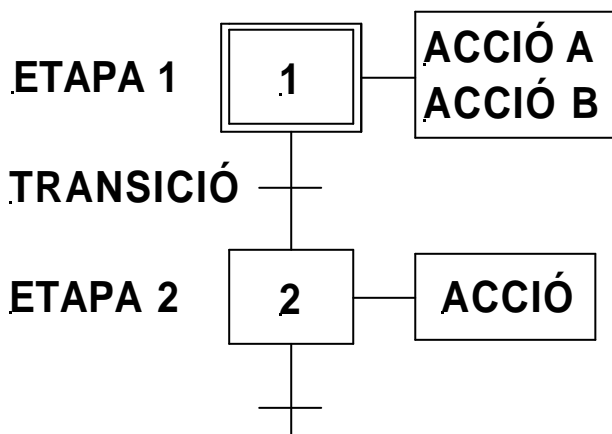 ETAPA 1
1
ACCIÓ A
ACCIÓ B
TRANSICIÓ
ETAPA 2
2
ACCIÓ